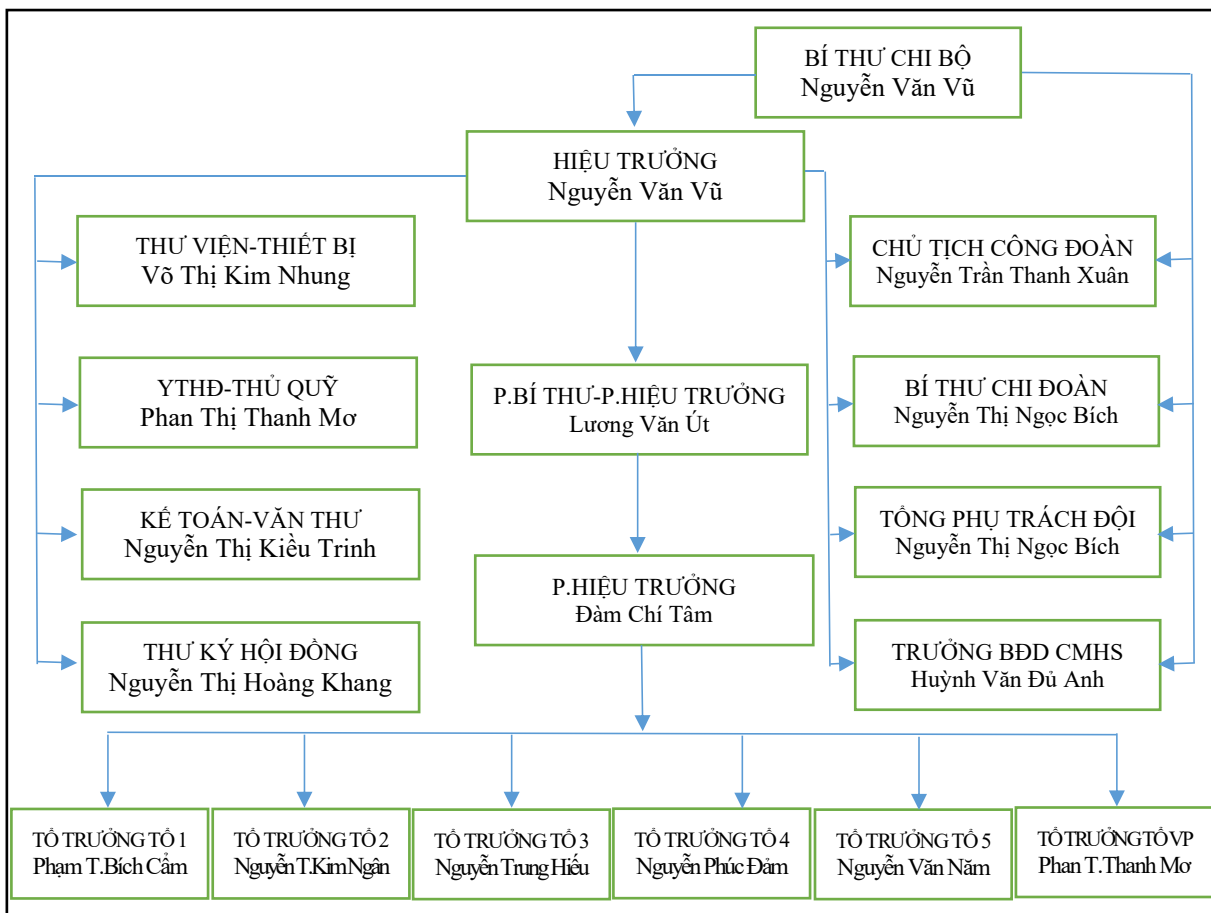 BÍ THƯ CHI BỘ
Nguyễn Văn Vũ
HIỆU TRƯỞNG
Nguyễn Văn Vũ
THƯ VIỆN-THIẾT BỊ
Võ Thị Kim Nhung
CHỦ TỊCH CÔNG ĐOÀN
Nguyễn Trần Thanh Xuân
YTHĐ-THỦ QUỸ
Phan Thị Thanh Mơ
P.BÍ THƯ-P.HIỆU TRƯỞNG
Lương Văn Út
BÍ THƯ CHI ĐOÀN
Nguyễn Thị Ngọc Bích
KẾ TOÁN-VĂN THƯ
Nguyễn Thị Kiều Trinh
TỔNG PHỤ TRÁCH ĐỘI
Nguyễn Thị Ngọc Bích
P.HIỆU TRƯỞNG
Đàm Chí Tâm
THƯ KÝ HỘI ĐỒNG
Nguyễn Thị Hoàng Khang
TRƯỞNG BĐD CMHS
Huỳnh Văn Đủ Anh
TỔ TRƯỞNG TỔ 1
Phạm T.Bích Cẩm
TỔ TRƯỞNG TỔ 2
Nguyễn T.Kim Ngân
TỔ TRƯỞNG TỔ 3
Nguyễn Trung Hiếu
TỔ TRƯỞNG TỔ 4
Nguyễn Phúc Đảm
TỔ TRƯỞNG TỔ 5
Nguyễn Văn Năm
TỔ TRƯỞNG TỔ VP
Phan T.Thanh Mơ